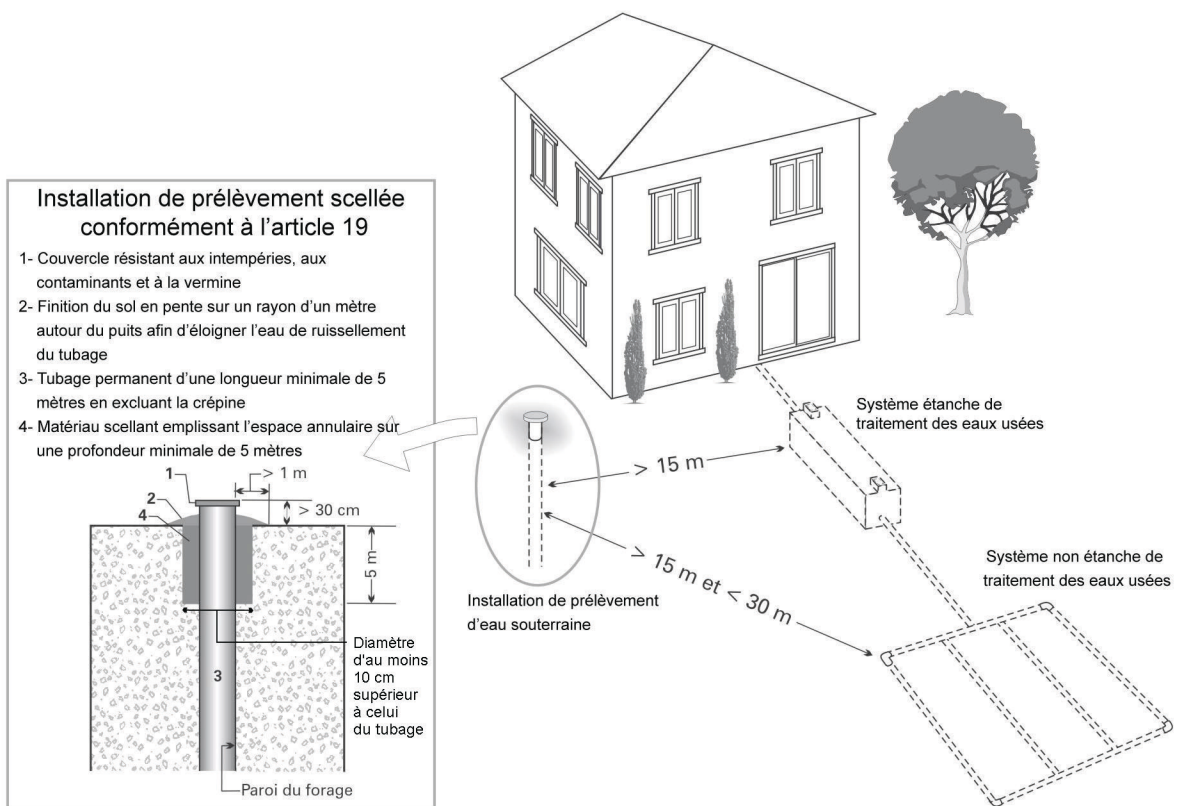 Installation de prélèvement scellée
conformément à l'article 19
1- Couvercle résistant aux intempéries, aux
contaminants et à la vermine
2- Finition du sol en pente sur un rayon d'un mètre
autour du puits afin d'éloigner l'eau de ruissellement
du tubage
3- Tubage permanent d'une longueur minimale de 5
mètres en excluant la crépine
4- Matériau scellant emplissant l'espace annulaire sur
une profondeur minimale de 5 mètres
1
> 1 m
2
> 30 cm
4
5 m
Diamètre
d'au moins
10 cm
supérieur
à celui
du tubage
3
Paroi du forage
Système étanche de
traitement des eaux usées
> 15 m
> 15 m et < 30 m
Système non étanche de
traitement des eaux usées
Installation de prélèvement
d'eau souterraine